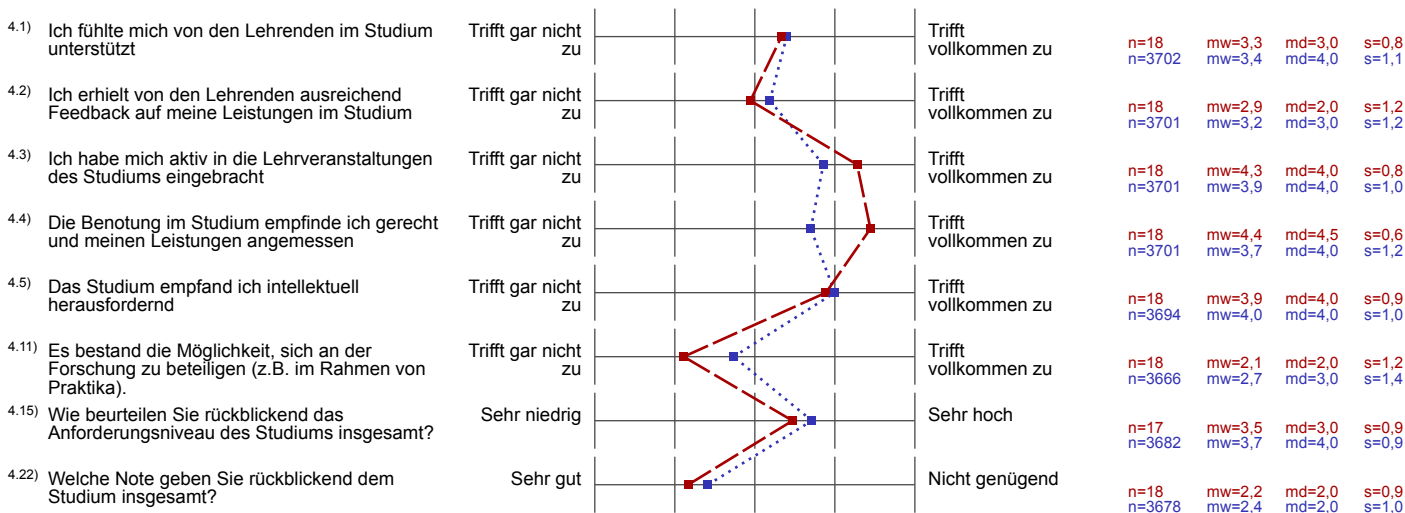 4.1) Ich fühlte mich von den Lehrenden im Studium
unterstützt
Trifft gar nicht
zu
Trifft
vollkommen zu
n=18 mw=3,3 md=3,0 s=0,8
n=3702 mw=3,4 md=4,0 s=1,1
4.2) Ich erhielt von den Lehrenden ausreichend
Feedback auf meine Leistungen im Studium
Trifft gar nicht
zu
Trifft
vollkommen zu
n=18 mw=2,9 md=2,0 s=1,2
n=3701 mw=3,2 md=3,0 s=1,2
4.3) Ich habe mich aktiv in die Lehrveranstaltungen
des Studiums eingebracht
Trifft gar nicht
zu
Trifft
vollkommen zu
n=18 mw=4,3 md=4,0 s=0,8
n=3701 mw=3,9 md=4,0 s=1,0
4.4) Die Benotung im Studium empfinde ich gerecht
und meinen Leistungen angemessen
Trifft gar nicht
zu
Trifft
vollkommen zu
n=18 mw=4,4 md=4,5 s=0,6
n=3701 mw=3,7 md=4,0 s=1,2
4.5) Das Studium empfand ich intellektuell
herausfordernd
Trifft gar nicht
zu
Trifft
vollkommen zu
n=18 mw=3,9 md=4,0 s=0,9
n=3694 mw=4,0 md=4,0 s=1,0
4.11) Es bestand die Möglichkeit, sich an der
Forschung zu beteiligen (z.B. im Rahmen von
Praktika).
Trifft gar nicht
zu
Trifft
vollkommen zu
n=18 mw=2,1 md=2,0 s=1,2
n=3666 mw=2,7 md=3,0 s=1,4
4.15) Wie beurteilen Sie rückblickend das
Anforderungsniveau des Studiums insgesamt?
Sehr niedrig
Sehr hoch
n=17 mw=3,5 md=3,0 s=0,9
n=3682 mw=3,7 md=4,0 s=0,9
4.22) Welche Note geben Sie rückblickend dem
Studium insgesamt?
Sehr gut
Nicht genügend
n=18 mw=2,2 md=2,0 s=0,9
n=3678 mw=2,4 md=2,0 s=1,0